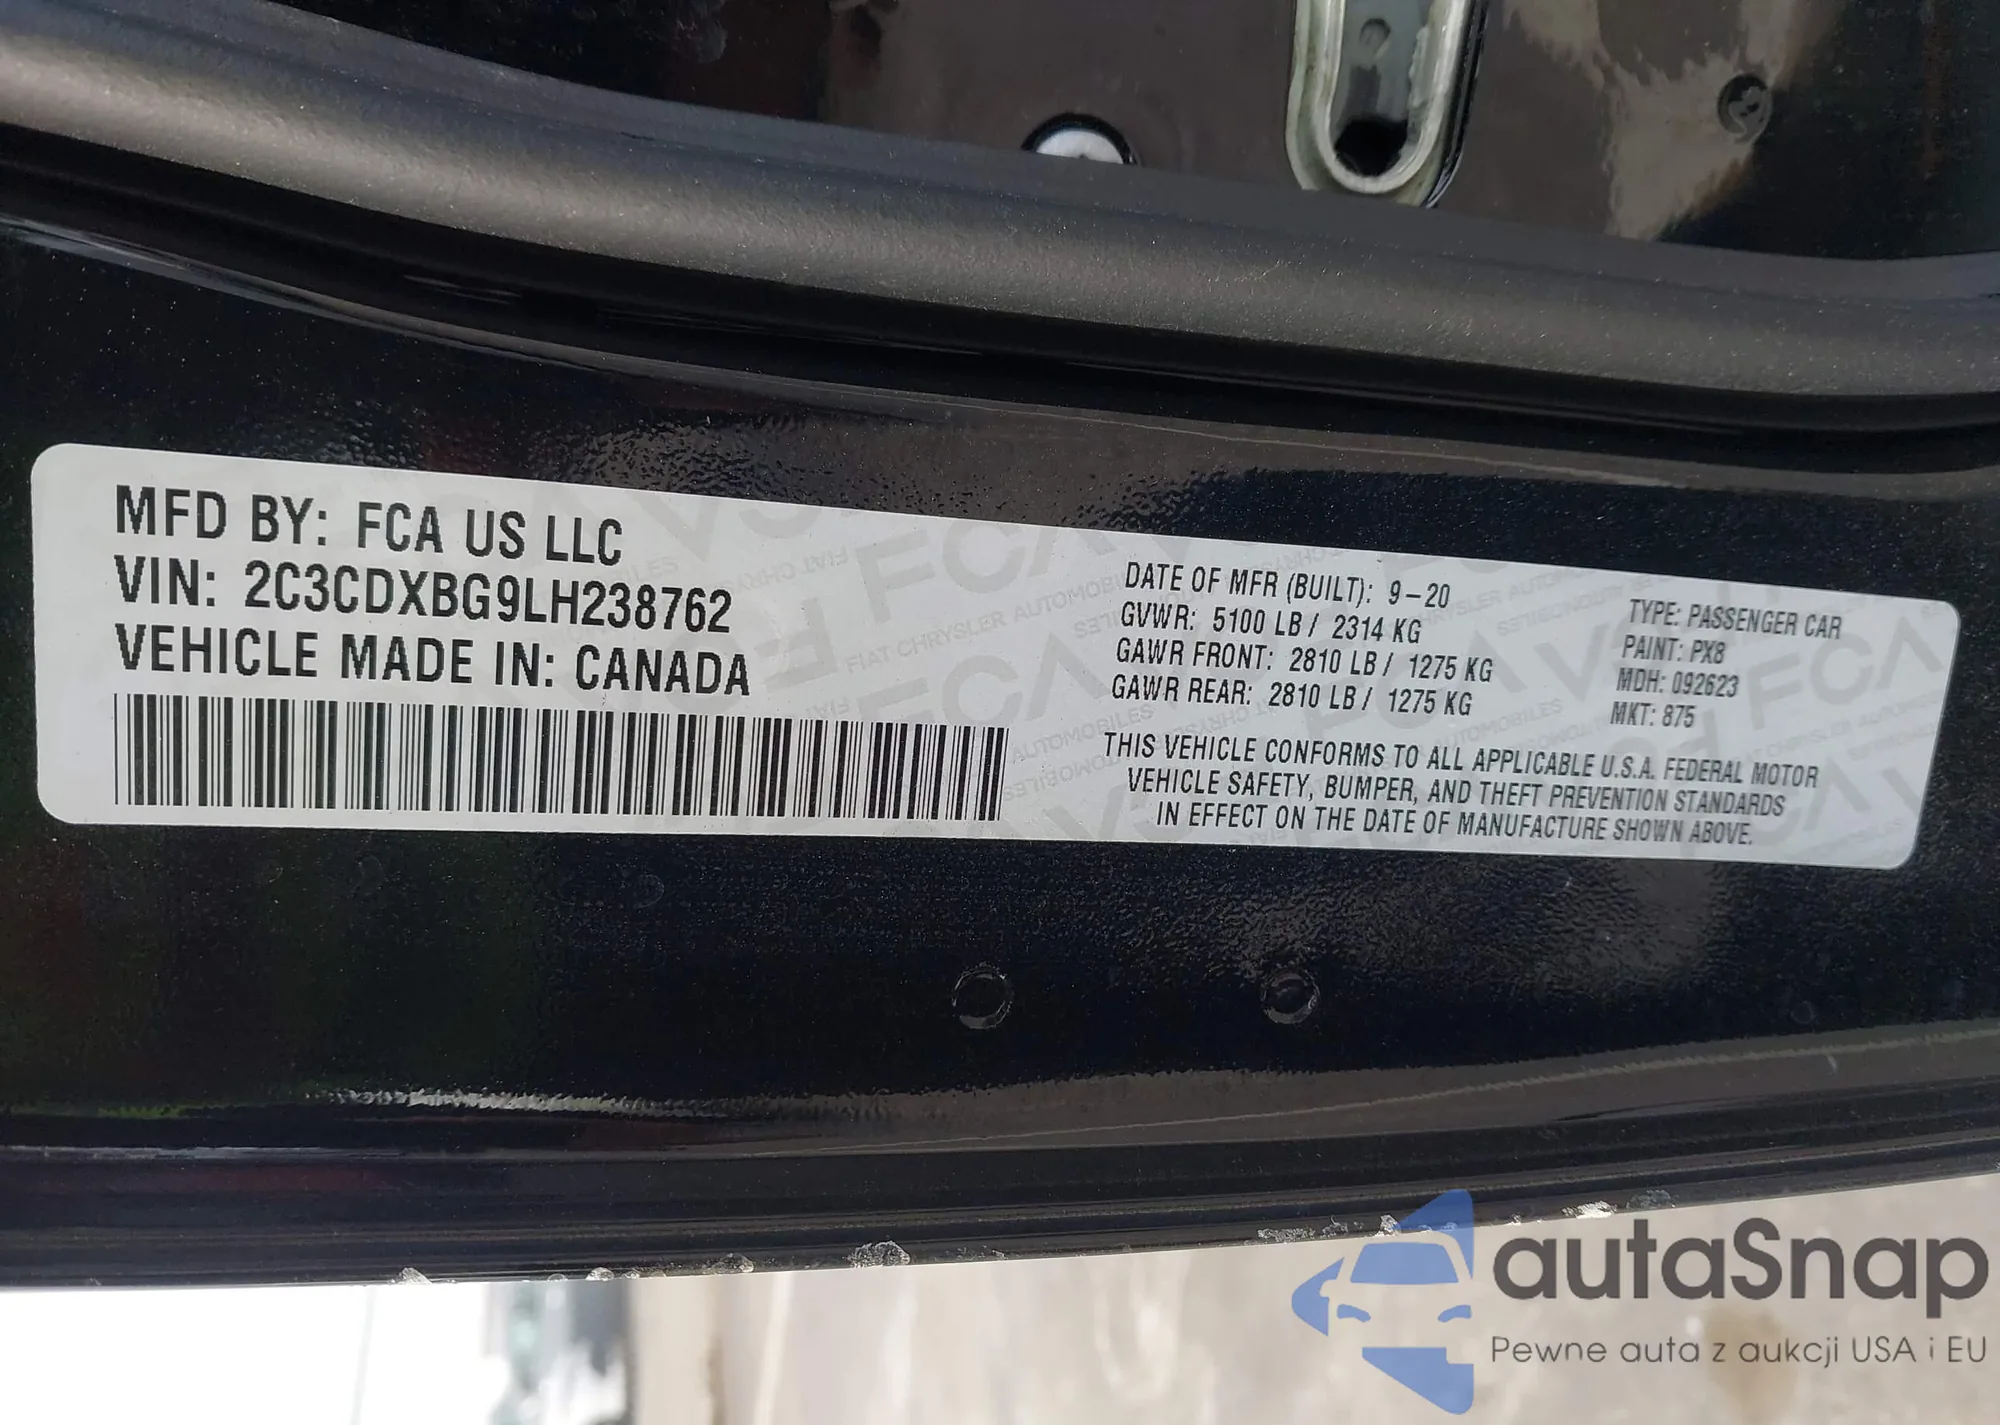 MFD BY: FCA US LLC
VIN: 2C3CDXBG9LH238762
VEHICLE MADE IN: CANADA
DATE OF MFR (BUILT): 9-20
GVWR: 5100 LB / 2314 KG
GAWR FRONT: 2810 LB / 1275 KG
GAWR REAR: 2810 LB / 1275 KG
TYPE: PASSENGER CAR
PAINT: PX8
MDH: 092623
MKT: 875
THIS VEHICLE CONFORMS TO ALL APPLICABLE U.S.A. FEDERAL MOTOR
VEHICLE SAFETY, BUMPER, AND THEFT PREVENTION STANDARDS
IN EFFECT ON THE DATE OF MANUFACTURE SHOWN ABOVE.
autaSnap
Pewne auta z aukcji USA i EU